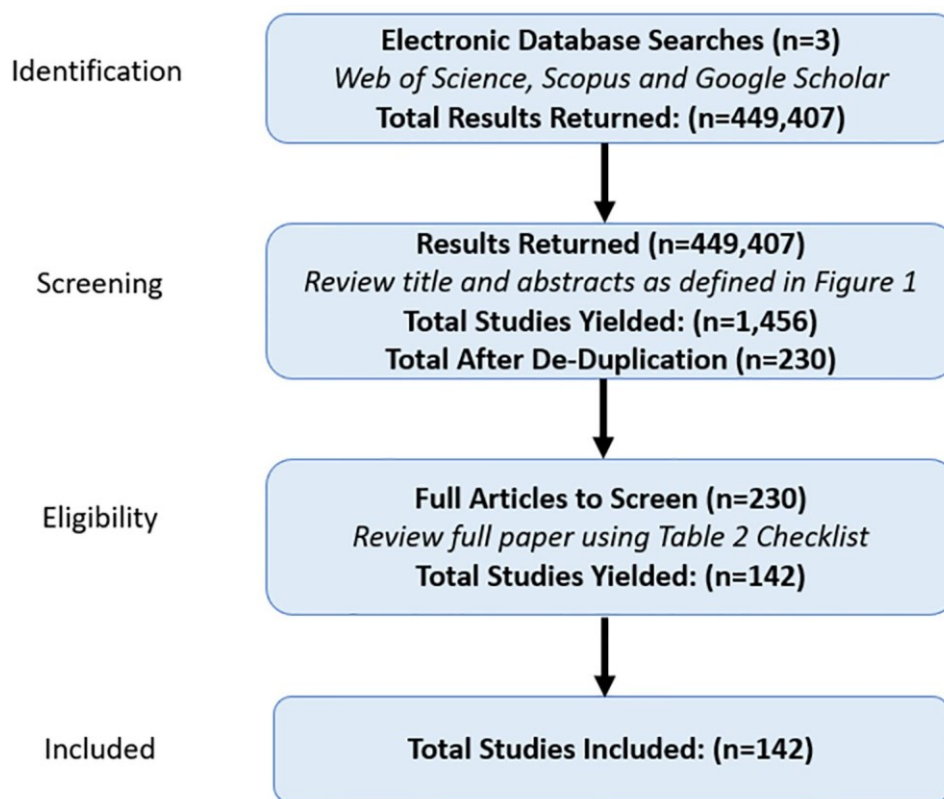 Identification
Electronic Database Searches (n=3)
Web of Science, Scopus and Google Scholar
Total Results Returned: (n=449,407)
Screening
Results Returned (n=449,407)
Review title and abstracts as defined in Figure 1
Total Studies Yielded: (n=1,456)
Total After De-Duplication (n=230)
Eligibility
Full Articles to Screen (n=230)
Review full paper using Table 2 Checklist
Total Studies Yielded: (n=142)
Included
Total Studies Included: (n=142)